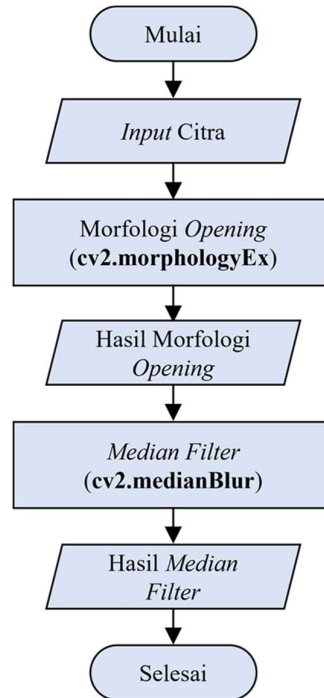 Mulai
Input Citra
Morfologi Opening
(cv2.morphologyEx)
Hasil Morfologi
Opening
Median Filter
(cv2.medianBlur)
Hasil Median
Filter
Selesai